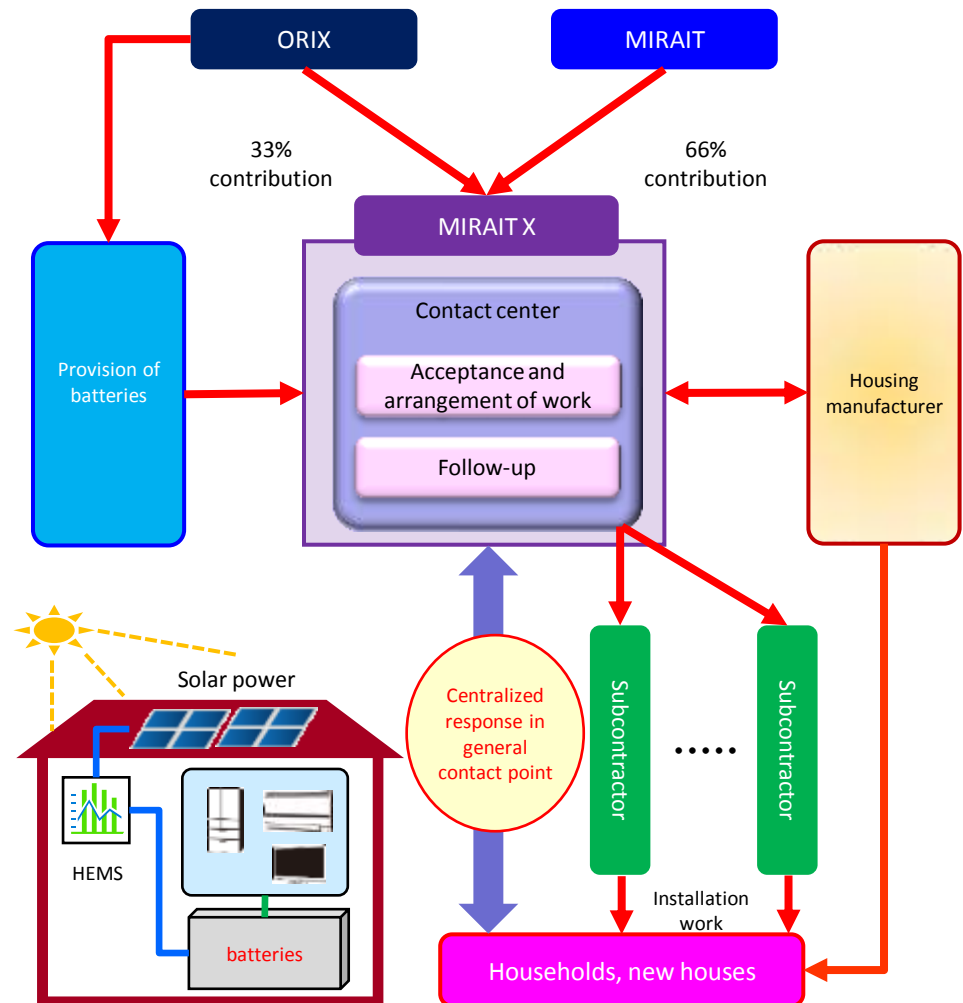 ORIX
MIRAIT
33%
contribution
66%
contribution
MIRAIT X
Contact center
Acceptance and
arrangement of work
Follow-up
Provision of
batteries
Housing
manufacturer
Solar power
HEMS
batteries
Centralized
response in
general
contact point
Subcontractor
.....
Subcontractor
Installation
work
Households, new houses